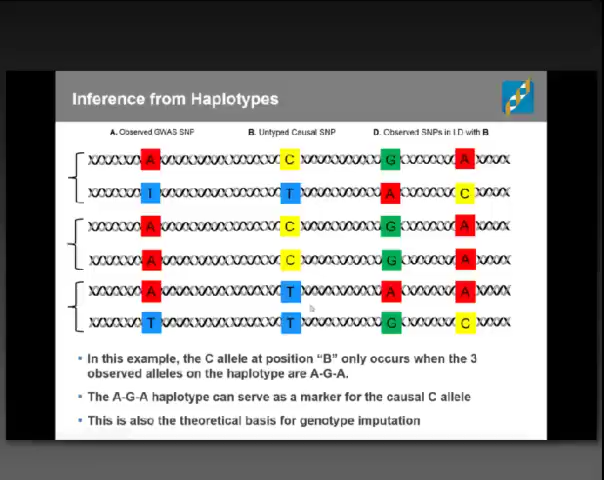 Inference from Haplotypes
A. Observed GWAS SNP B. Untyped Causal SNP D. Observed SNPs in LD with B
A C G A
T T A C
A C G A
A C G A
A T A A
T T G C
• In this example, the C allele at position “B” only occurs when the 3
observed alleles on the haplotype are A-G-A.
• The A-G-A haplotype can serve as a marker for the causal C allele
• This is also the theoretical basis for genotype imputation